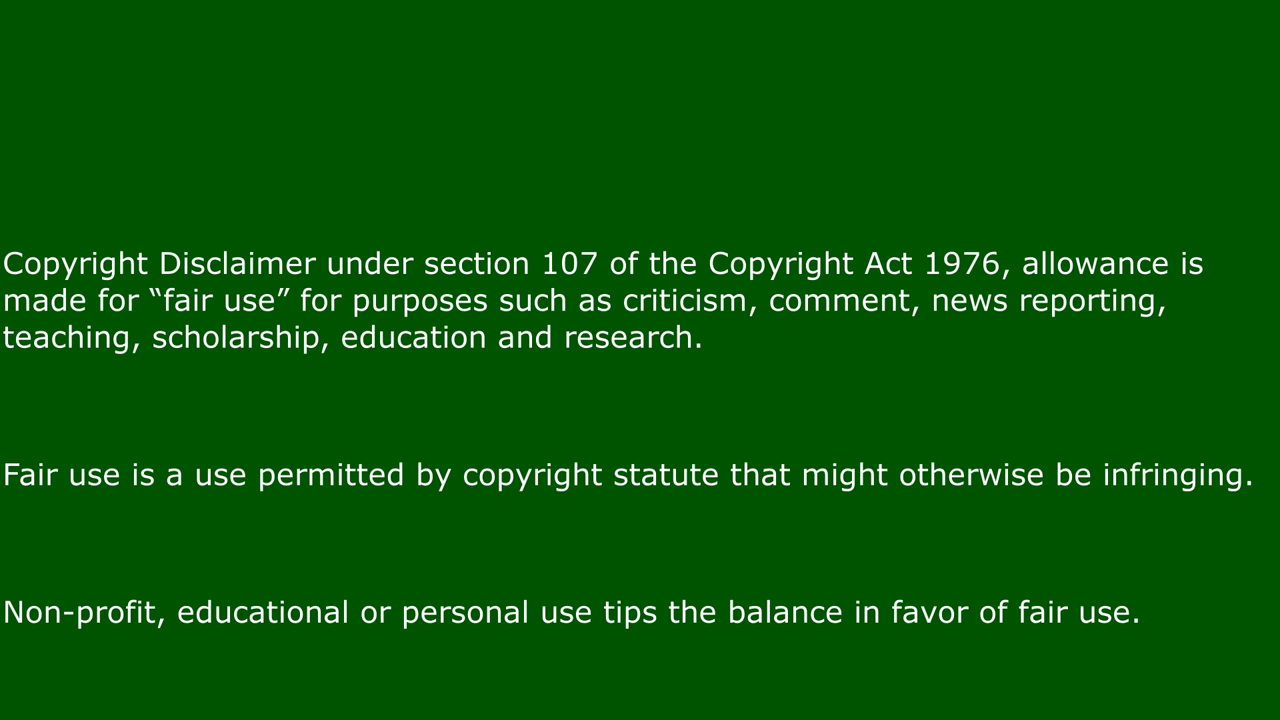 Copyright Disclaimer under section 107 of the Copyright Act 1976, allowance is
made for “fair use” for purposes such as criticism, comment, news reporting,
teaching, scholarship, education and research.
Fair use is a use permitted by copyright statute that might otherwise be infringing.
Non-profit, educational or personal use tips the balance in favor of fair use.